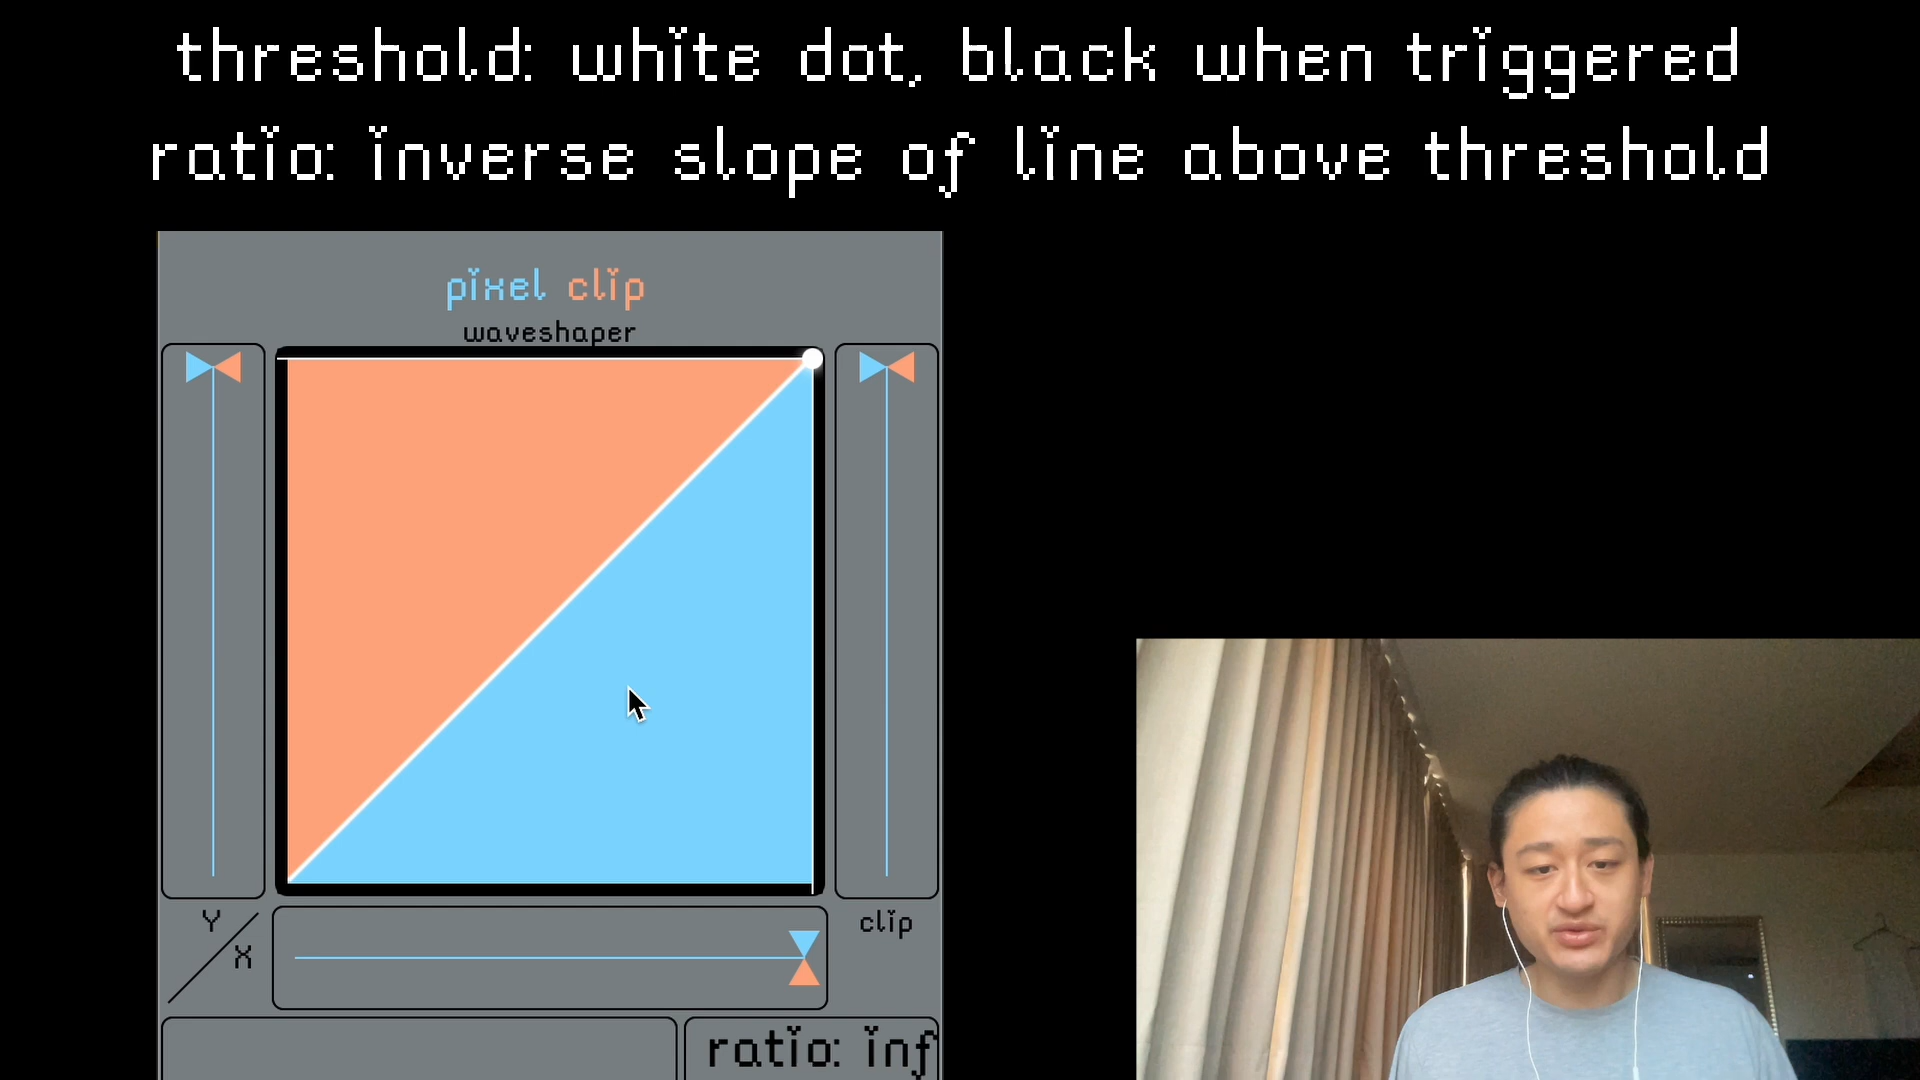 threshold: white dot, black when triggered
ratio: inverse slope of line above threshold
pixel clip
waveshaper
Y
X
clip
ratio: inf